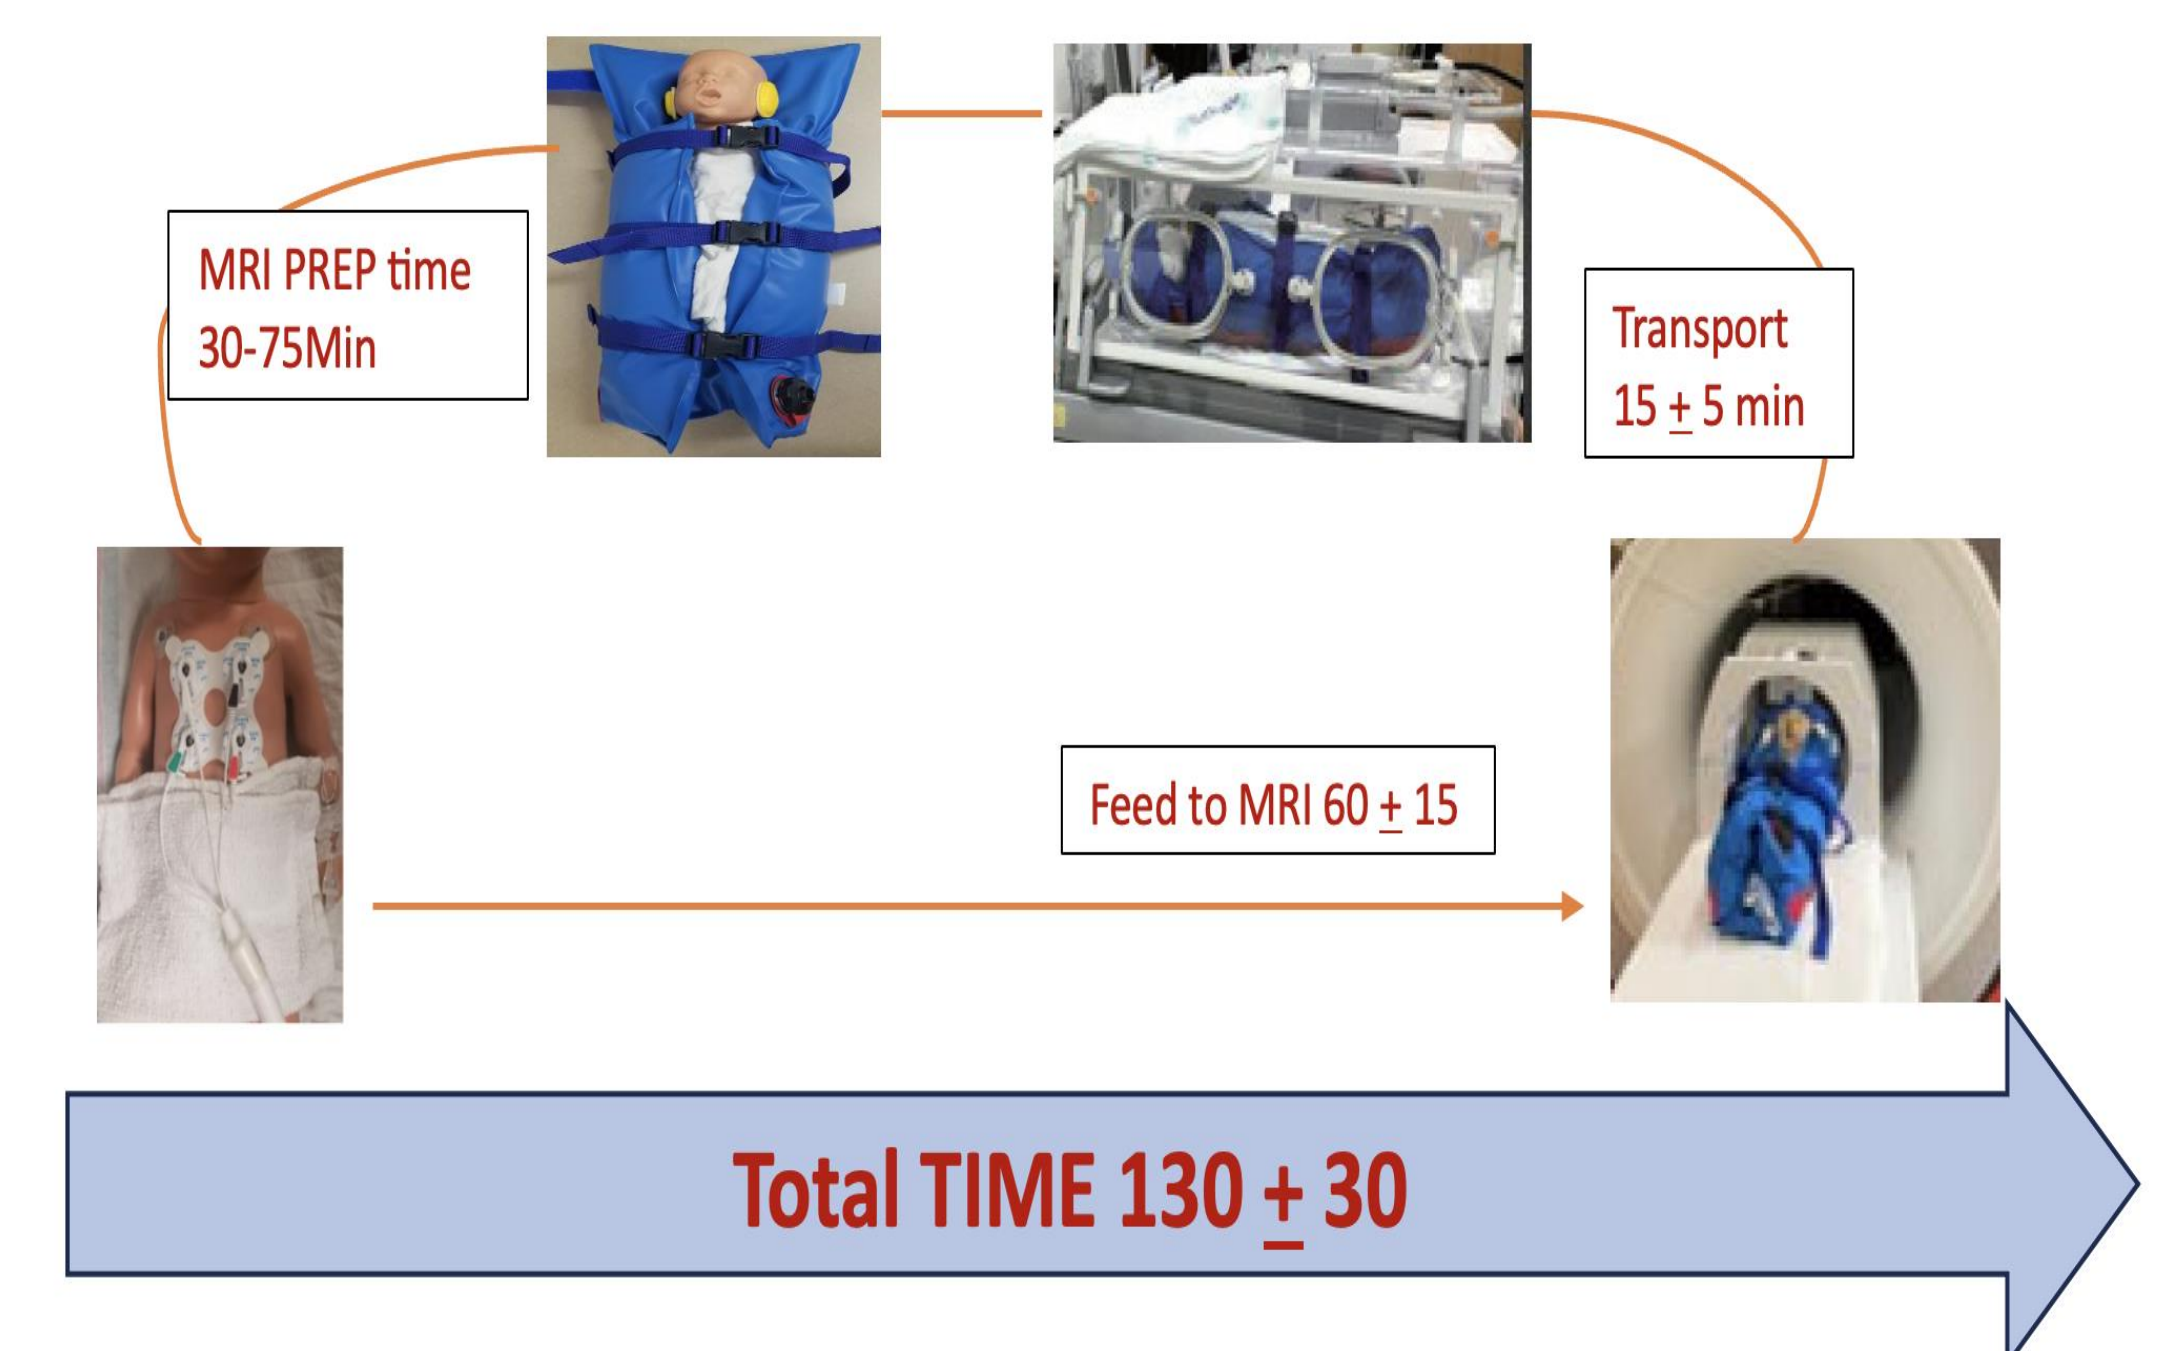 MRI PREP time
30-75Min
Transport
15 ± 5 min
Feed to MRI 60 ± 15
Total TIME 130 ± 30